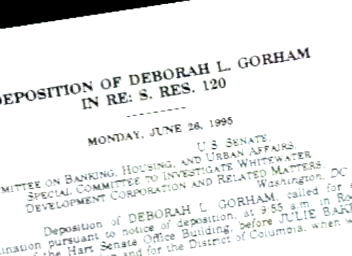 DEPOSITION OF DEBORAH L. GORHAM
IN RE: S. RES. 120
MONDAY, JUNE 26, 1995
U.S. SENATE,
MMITTEE ON BANKING, HOUSING, AND URBAN AFFAIRS,
SPECIAL COMMITTEE TO INVESTIGATE WHITEWATER
DEVELOPMENT CORPORATION AND RELATED MATTERS,
Washington, DC
Deposition of DEBORAH L. GORHAM, called for
ination pursuant to notice of deposition, at 9:55 a.m. in
of the Hart Senate Office Building, before JULIE
and for the District of Columbia, when